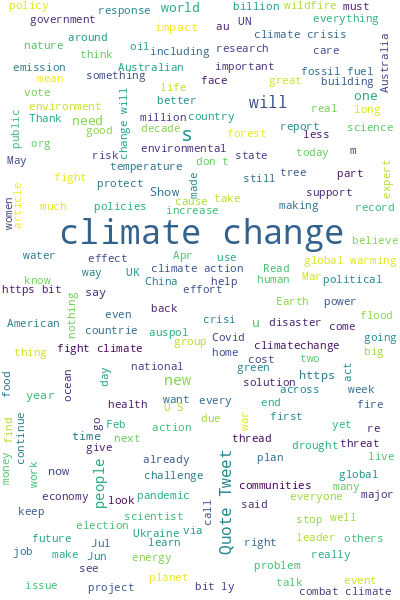 policy billion wildfire must
government response world UN everything
nature around impact au climate crisis
think oil including research care
emission Australian important fossil fuel Australia
mean something face great building
vote life better real one long
environment change will will
Thank need million country report science
public good decade s forest less
org environmental don t state today m
risk temperature still tree part expert
May protect Show made support
fight policies cause take making record
women article much increase
climate change
believe
water effect Apr use global warming
know way UK climate action Read Mar political
https bit say China help human
effort Earth power flood
American even back
nothing countrie auspol crisi Covid u disaster come going
thing fight climate group home climatechange big
food ocean day national green cost two act
new solution https week
year health want every across fire
U S end
find continue go Feb action due war first yet re
time next thread drought threat
money work now give already challenge plan global live
economy people look pandemic Quote Tweet communities many major
keep scientist call said everyone
election Ukraine via stop well
future Jul learn right leader others
job make Jun energy problem really
see planet talk event
issue project bit ly combat climate